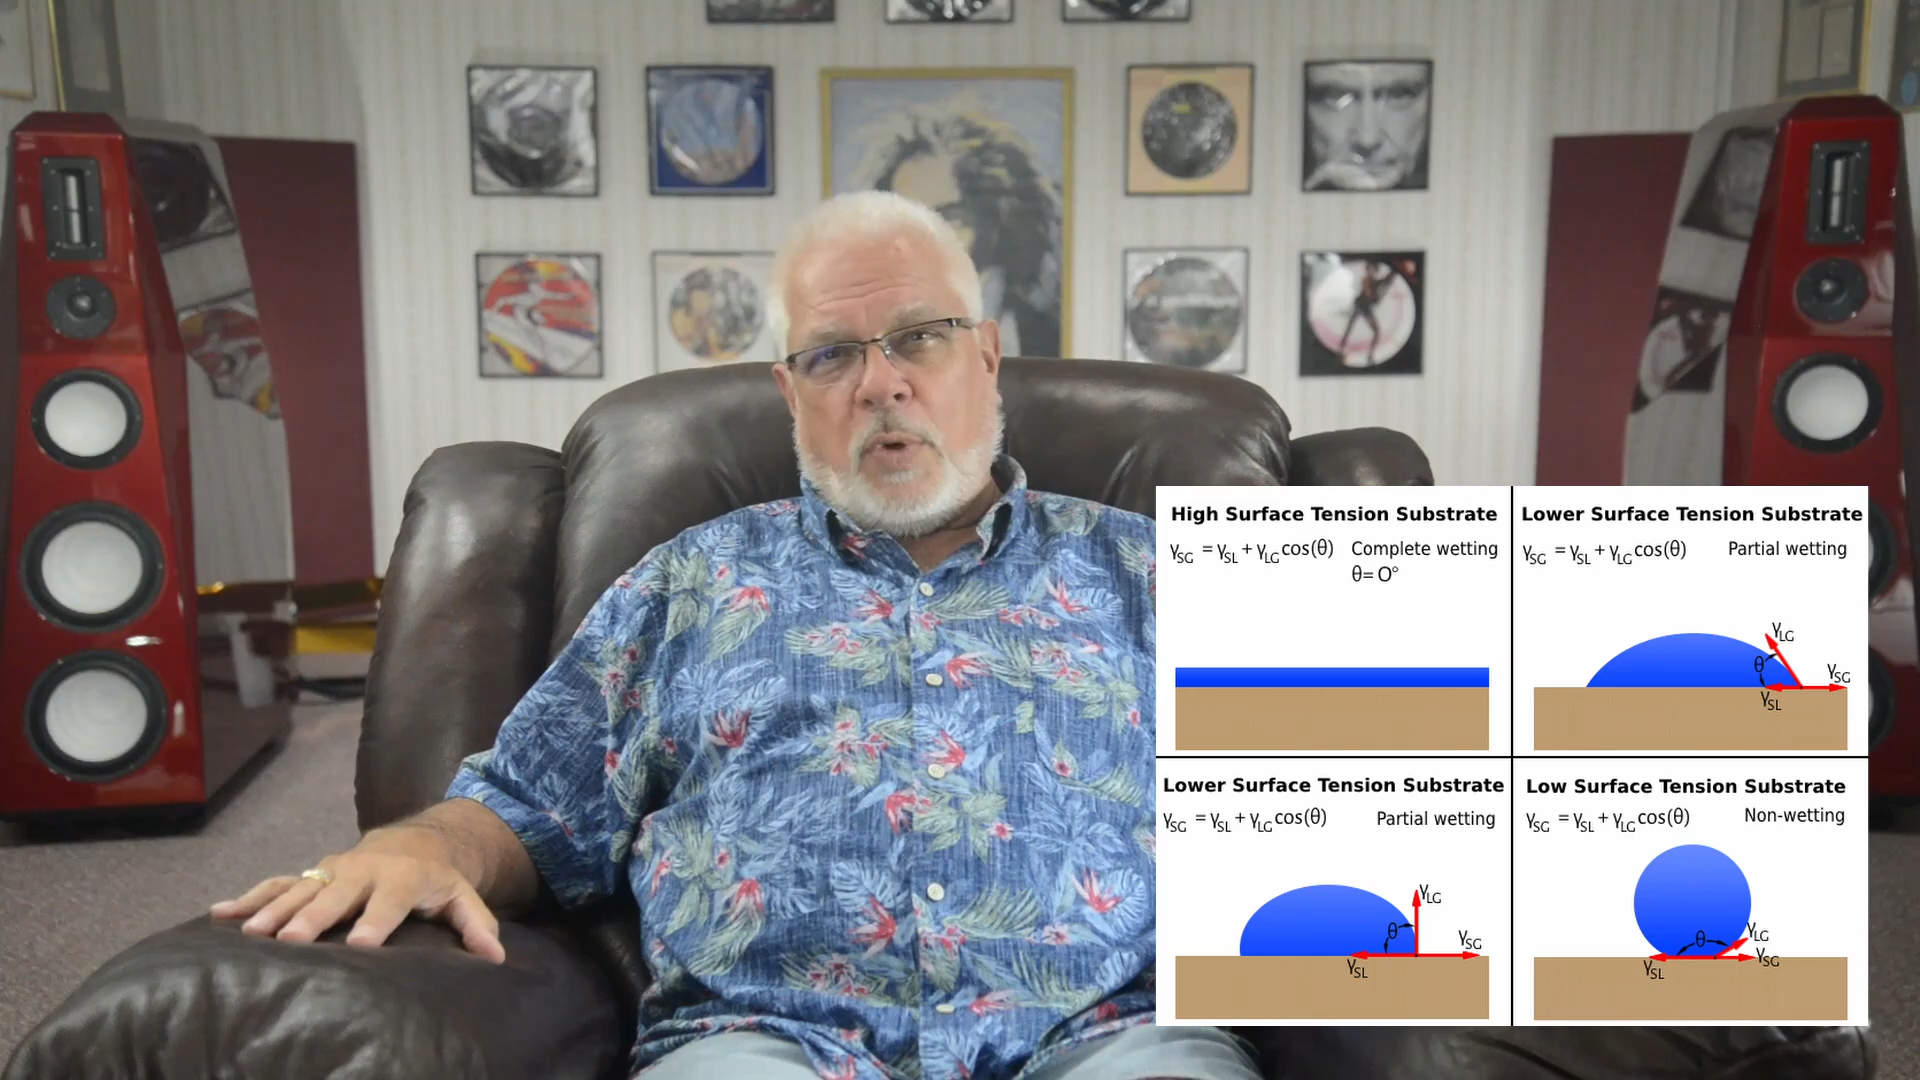 High Surface Tension Substrate
γSG = γSL + γLG cos(θ) Complete wetting
θ= 0°
Lower Surface Tension Substrate
γSG = γSL + γLG cos(θ) Partial wetting
γLG
θ
γSG
γSL
Lower Surface Tension Substrate
γSG = γSL + γLG cos(θ) Partial wetting
γLG
θ
γSG
γSL
Low Surface Tension Substrate
γSG = γSL + γLG cos(θ) Non-wetting
θ
γLG
γSG
γSL